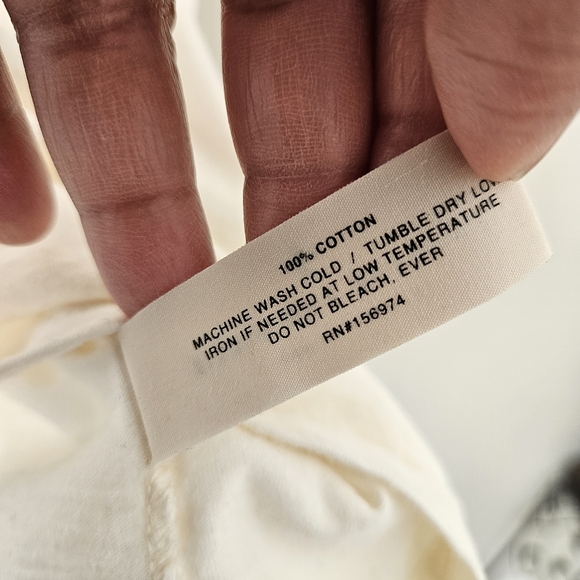 100% COTTON
MACHINE WASH COLD / TUMBLE DRY LOW
IRON IF NEEDED AT LOW TEMPERATURE
DO NOT BLEACH, EVER
RN#156974